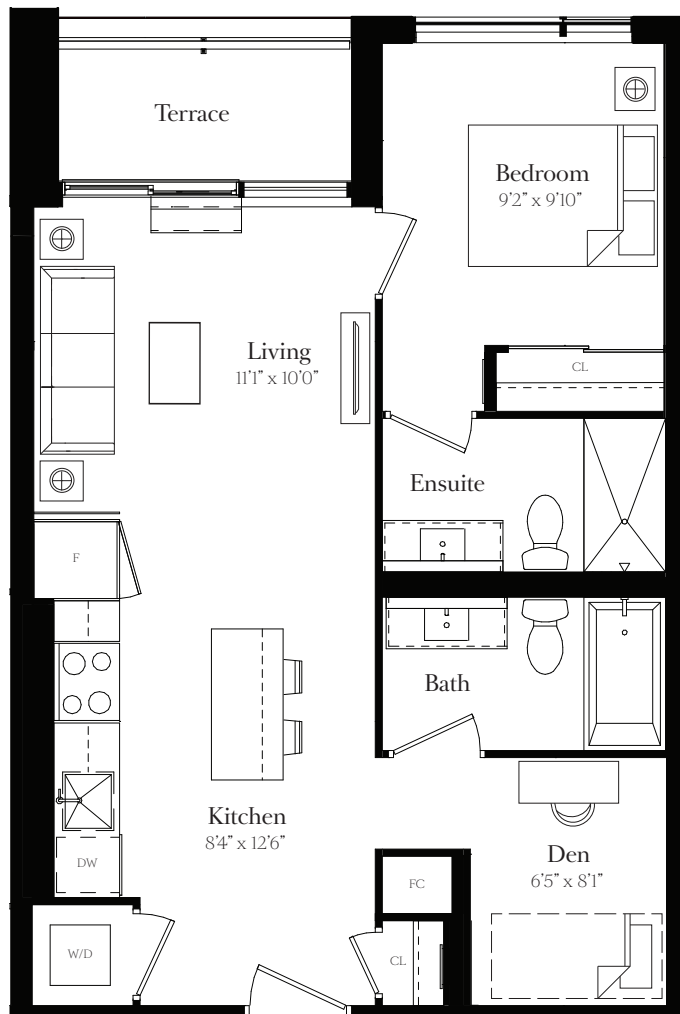 Terrace
Bedroom
9'2" x 9'10"
Living
11'1" x 10'0"
CL
Ensuite
F
Bath
Kitchen
8'4" x 12'6"
Den
6'5" x 8'1"
DW
FC
W/D
CL